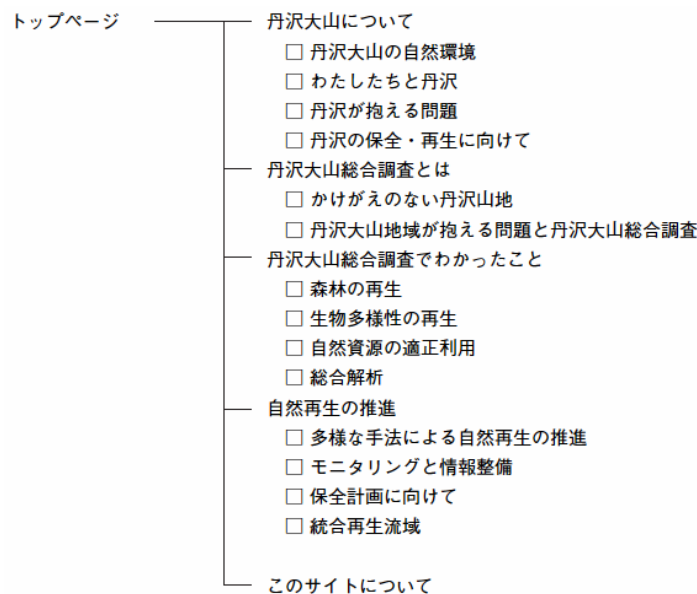 トップページ
丹沢大山について
□ 丹沢大山の自然環境
□ わたしたちと丹沢
□ 丹沢が抱える問題
□ 丹沢の保全・再生に向けて
丹沢大山総合調査とは
□ かけがえのない丹沢山地
□ 丹沢大山地域が抱える問題と丹沢大山総合調査
丹沢大山総合調査でわかったこと
□ 森林の再生
□ 生物多様性の再生
□ 自然資源の適正利用
□ 総合解析
自然再生の推進
□ 多様な手法による自然再生の推進
□ モニタリングと情報整備
□ 保全計画に向けて
□ 統合再生流域
このサイトについて